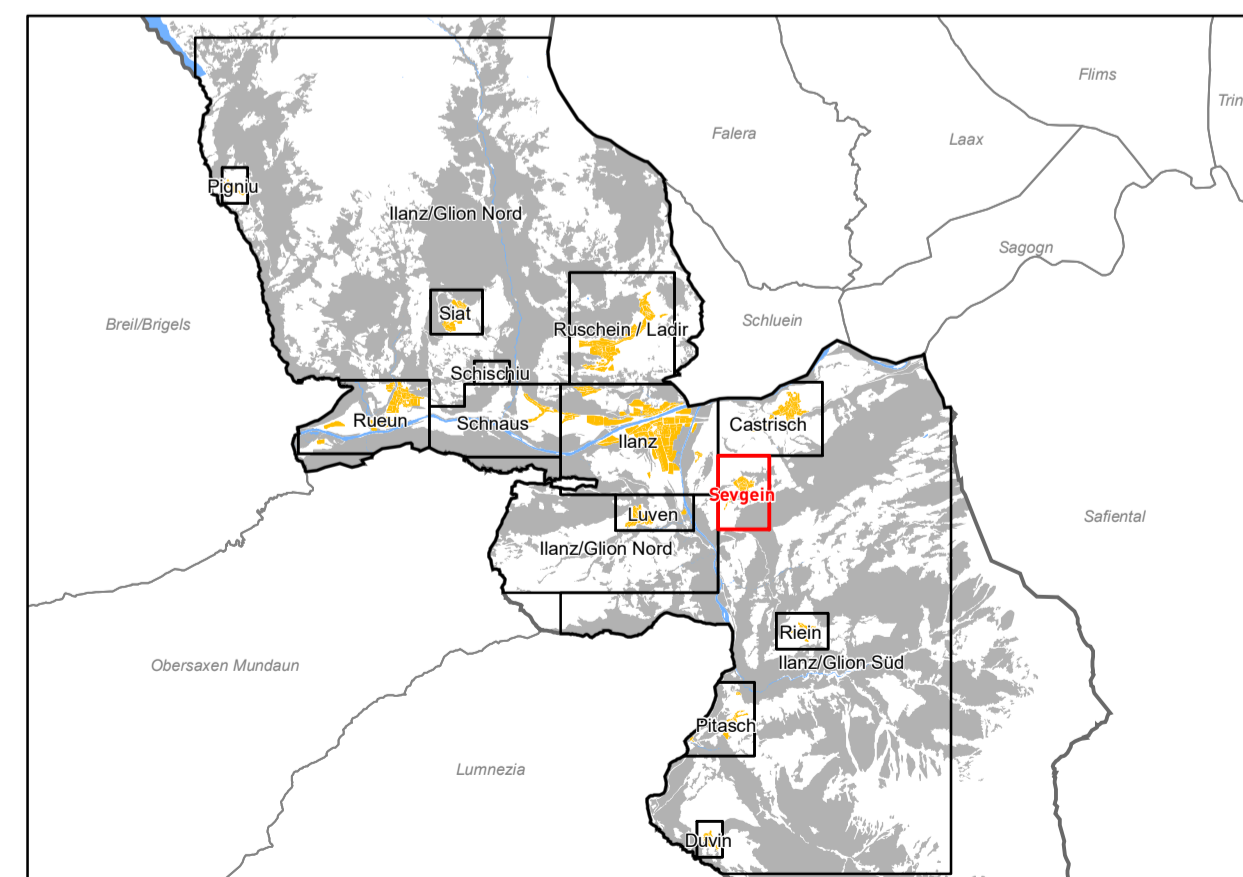 Flims
Trin
Falera
Laax
Pigniu
Ilanz/Glion Nord
Sagogn
Siat
Breil/Brigels
Ruschein / Ladir
Schluein
Schischiu
Rueun
Schnaus
Castrisch
Ilanz
Sevgein
Luven
Safiental
Ilanz/Glion Nord
Riein
Ilanz/Glion Süd
Obersaxen Mundaun
Pitasch
Lumnezia
Duvin